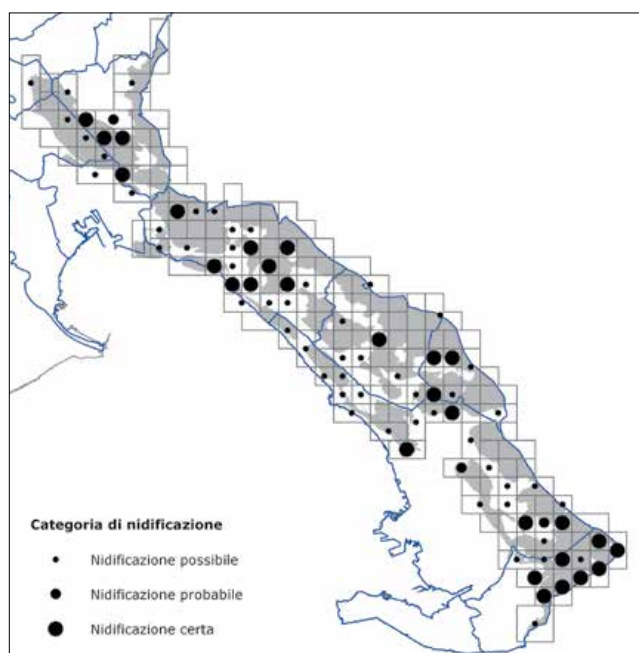 Categoria di nidificazione
Nidificazione possibile
Nidificazione probabile
Nidificazione certa